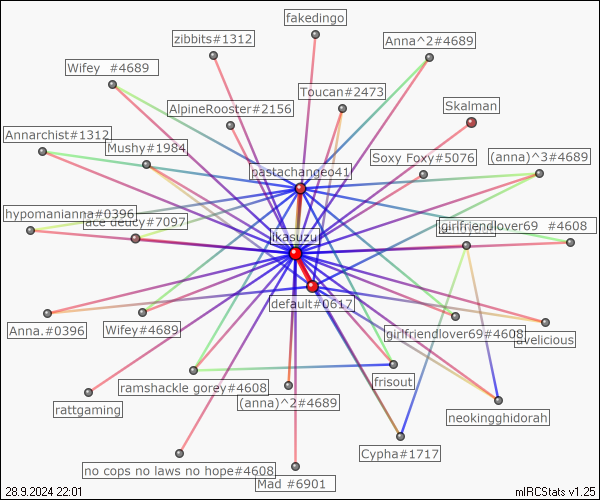 fakedingo
zibbits#1312
Anna^2#4689
Wifey #4689
Toucan#2473
AlpineRooster#2156
Skalman
Annarchist#1312
Mushy#1984
Soxy Foxy#5076
(anna)^3#4689
pastachangeo41
hypomanianna#0396
ace deucy#7097
ikasuzu
girlfriendlover69 #4608
default#0617
Anna.#0396
Wifey#4689
girlfriendlover69#4608
avelicious
ramshackle gorey#4608
frisout
rattgaming
(anna)^2#4689
neokingghidorah
Cypha#1717
no cops no laws no hope#4608
Mad #6901
28.9.2024 22:01
mIRCStats v1.25